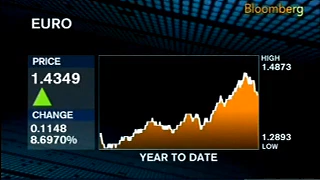 Bloomberg
EURO
PRICE
1.4349
CHANGE
0.1148
8.6970%
HIGH
1.4873
1.2893
LOW
YEAR TO DATE